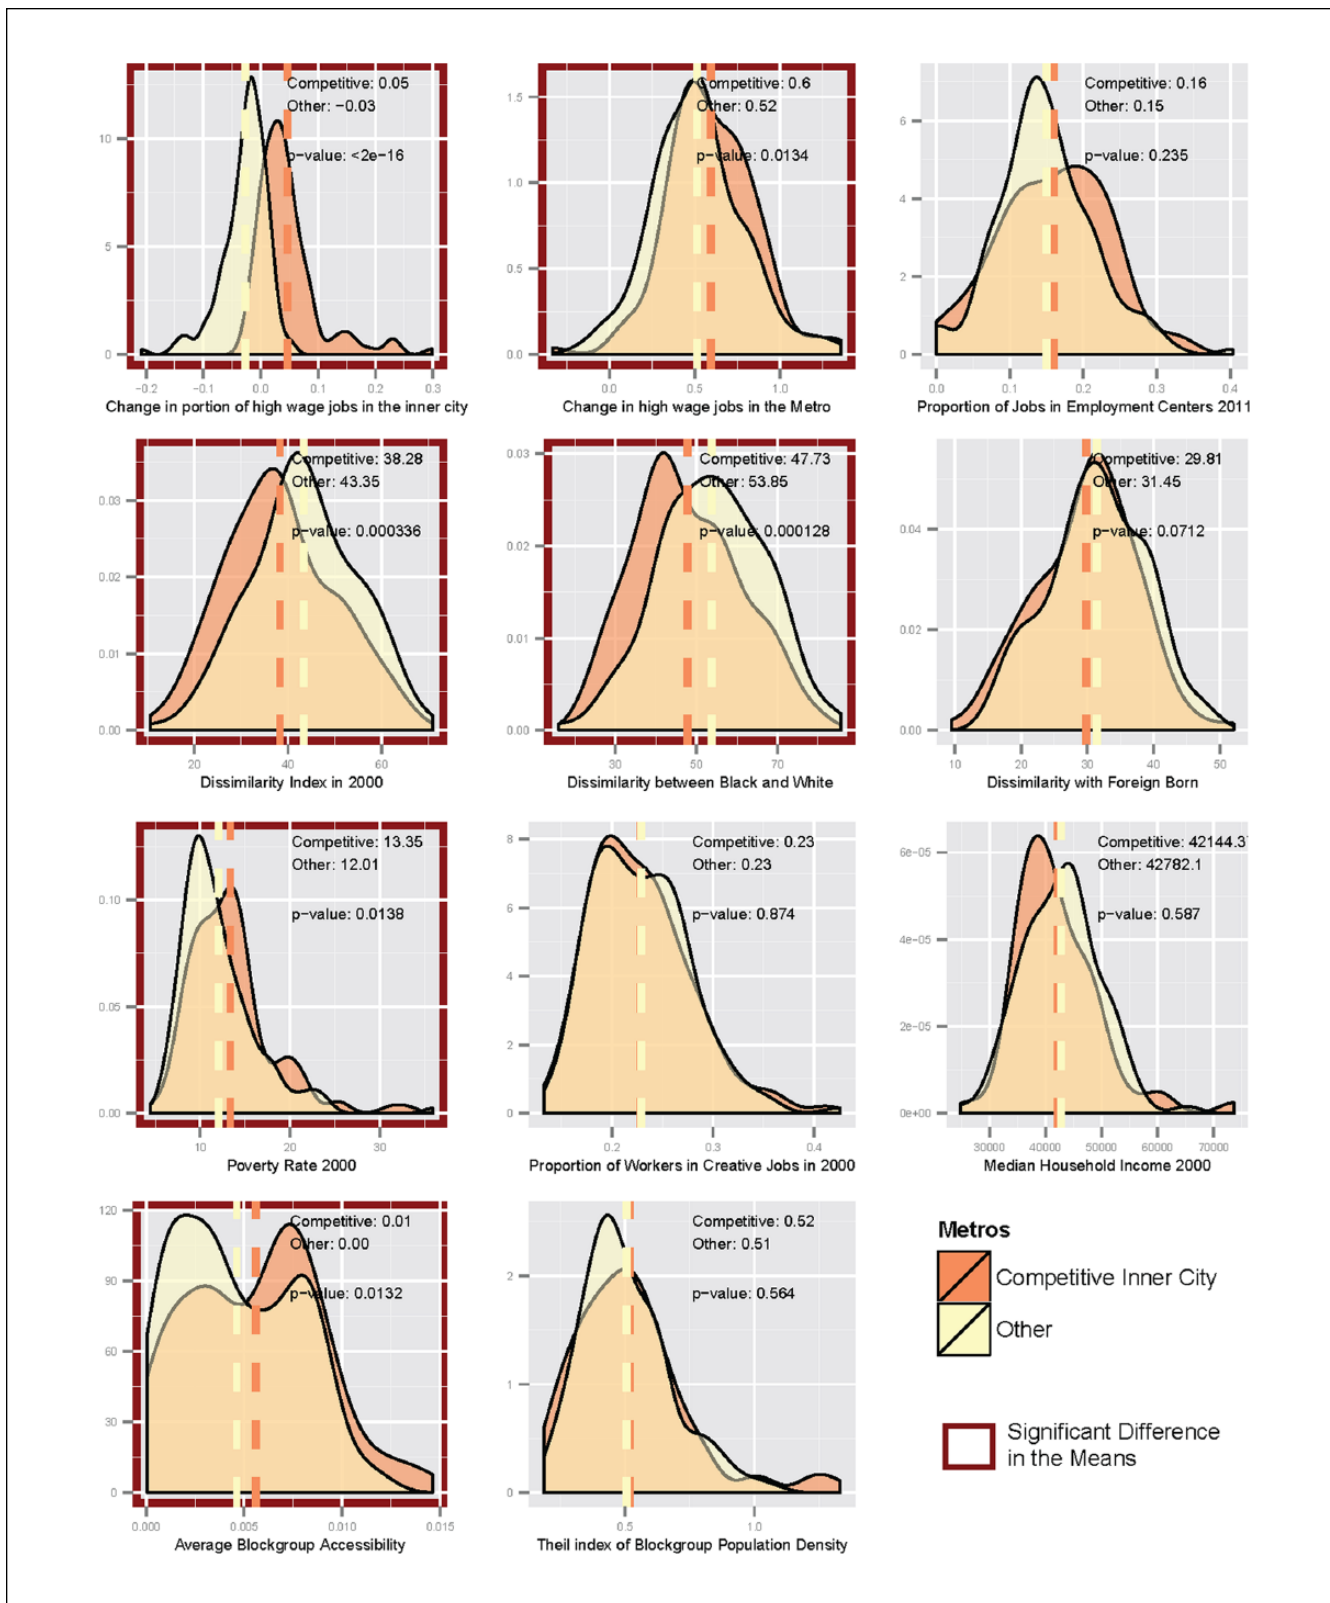 Competitive: 0.05
Other: −0.03
p−value: <2e−16
10
5
0
−0.2 −0.1 0.0 0.1 0.2 0.3
Change in portion of high wage jobs in the inner city
Competitive: 0.6
Other: 0.52
p−value: 0.0134
1.5
1.0
0.5
0.0
0.0 0.5 1.0
Change in high wage jobs in the Metro
Competitive: 0.16
Other: 0.15
p−value: 0.235
6
4
2
0
0.0 0.1 0.2 0.3 0.4
Proportion of Jobs in Employment Centers 2011
Competitive: 38.28
Other: 43.35
p−value: 0.000336
0.03
0.02
0.01
0.00
20 40 60
Dissimilarity Index in 2000
Competitive: 47.73
Other: 53.85
p−value: 0.000128
0.03
0.02
0.01
0.00
30 50 70
Dissimilarity between Black and White
Competitive: 29.81
Other: 31.45
p−value: 0.0712
0.04
0.02
0.00
10 20 30 40 50
Dissimilarity with Foreign Born
Competitive: 13.35
Other: 12.01
p−value: 0.0138
0.10
0.05
0.00
10 20 30
Poverty Rate 2000
Competitive: 0.23
Other: 0.23
p−value: 0.874
8
6
4
2
0
0.2 0.3 0.4
Proportion of Workers in Creative Jobs in 2000
Competitive: 42144.3
Other: 42782.1
p−value: 0.587
6e−05
4e−05
2e−05
0e+00
30000 40000 50000 60000 70000
Median Household Income 2000
Competitive: 0.01
Other: 0.00
p−value: 0.0132
120
90
60
30
0
0.000 0.005 0.010 0.015
Average Blockgroup Accessibility
Competitive: 0.52
Other: 0.51
p−value: 0.564
2
1
0
0.5 1.0
Theil index of Blockgroup Population Density
Metros
Competitive Inner City
Other
Significant Difference
in the Means